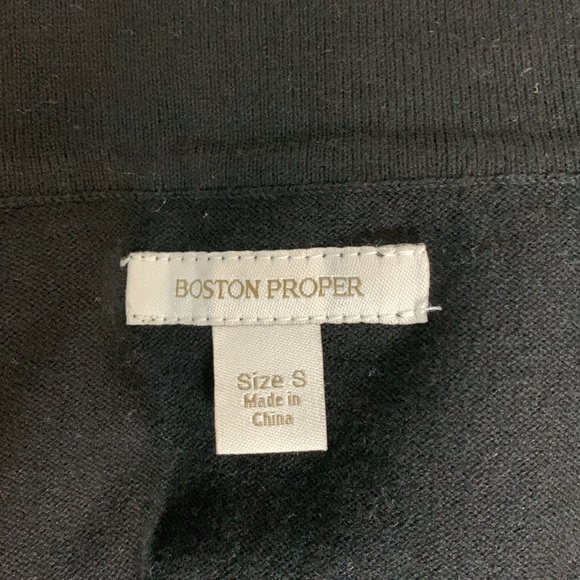 BOSTON PROPER
Size S
Made in
China